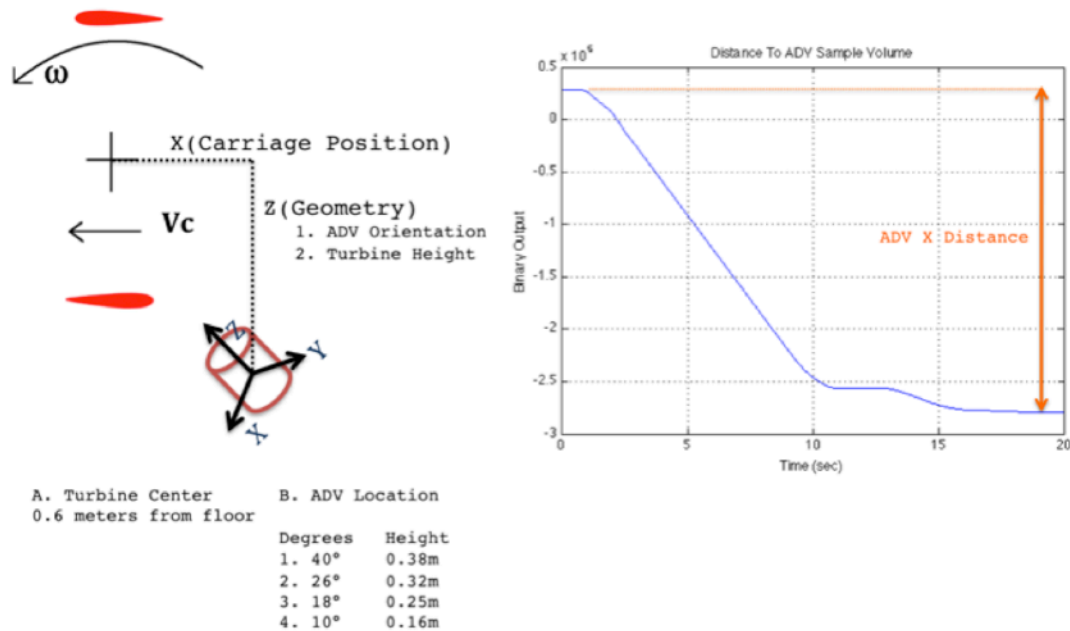 ω
X(Carriage Position)
Z(Geometry)
1. ADV Orientation
2. Turbine Height
Vc
Z
Y
X
A. Turbine Center
0.6 meters from floor
B. ADV Location
Degrees Height
1. 40° 0.38m
2. 26° 0.32m
3. 18° 0.25m
4. 10° 0.16m
Distance To ADV Sample Volume
x 10⁶
0.5
0
-0.5
-1
-1.5
-2
-2.5
-3
Binary Output
ADV X Distance
0 5 10 15 20
Time (sec)